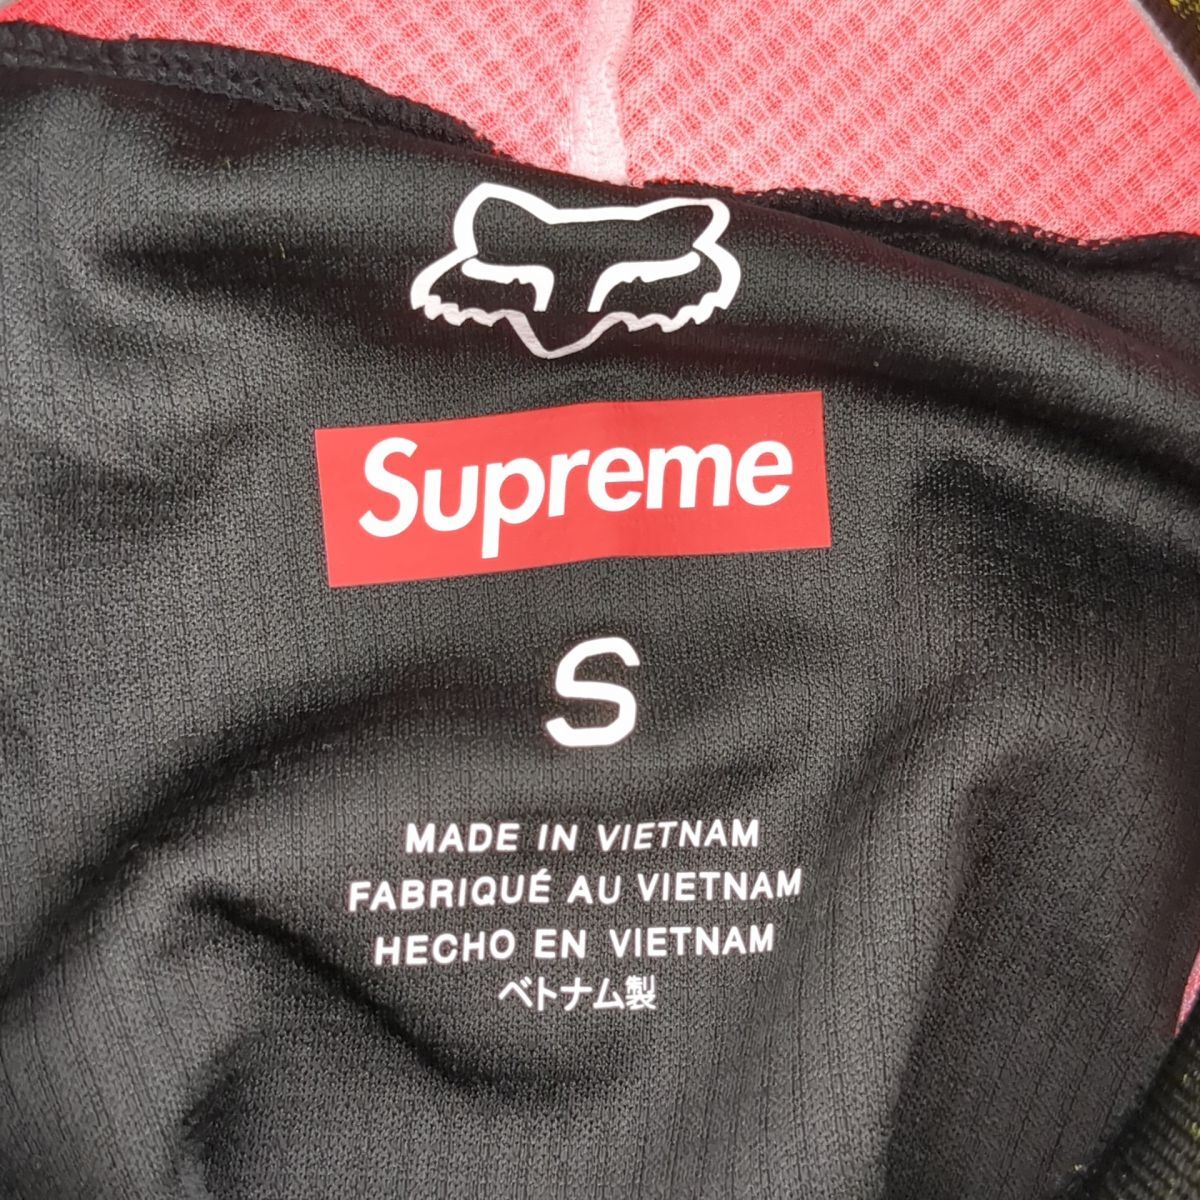 Supreme
S
MADE IN VIETNAM
FABRIQUÉ AU VIETNAM
HECHO EN VIETNAM
ベトナム製